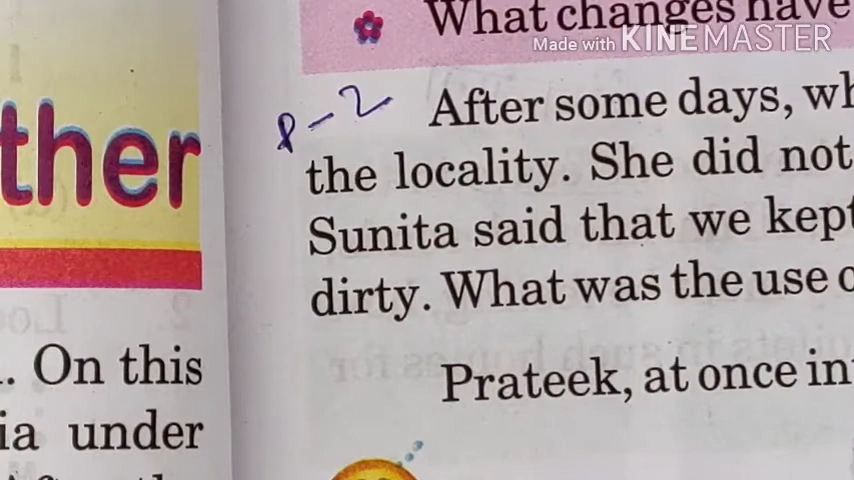 ther
. On this
ia under
What changes have
Made with KINEMASTER
P-2
After some days, wh
the locality. She did not
Sunita said that we kept
dirty. What was the use o
Prateek, at once in